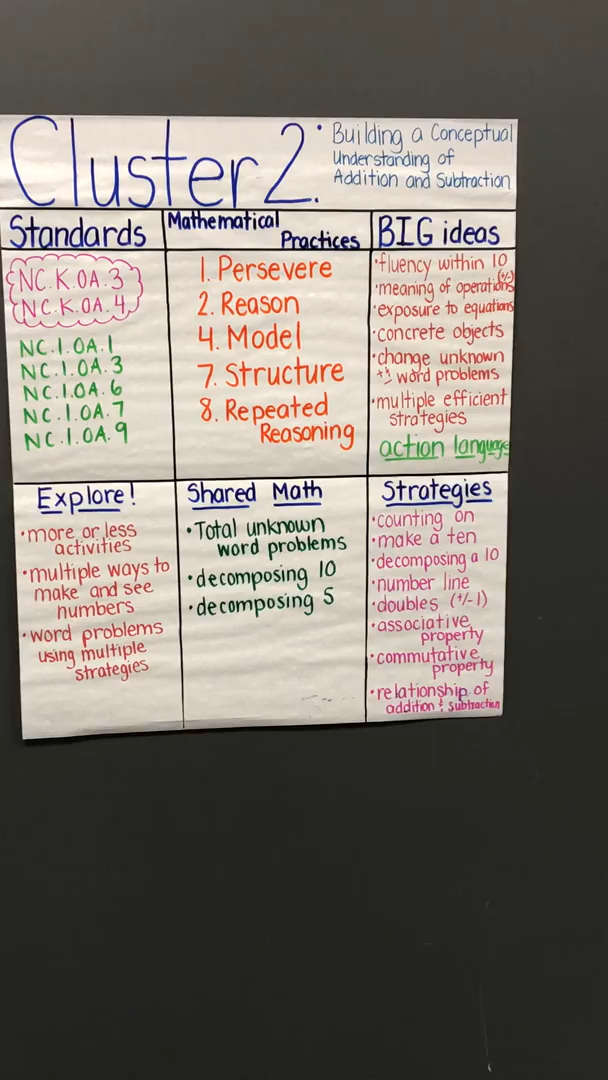 Cluster 2:
Building a Conceptual
Understanding of
Addition and Subtraction
Standards
NC.K.OA.3
NC.K.OA.4
NC.1.OA.1
NC.1.OA.3
NC.1.OA.6
NC.1.OA.7
NC.1.OA.9
Mathematical
Practices
1. Persevere
2. Reason
4. Model
7. Structure
8. Repeated
Reasoning
BIG ideas
•fluency within 10
(+/-)
•meaning of operations
•exposure to equations
•concrete objects
•change unknown
word problems
•multiple efficient
strategies
action language
Explore!
•more or less
activities
•multiple ways to
make and see
numbers
•word problems
using multiple
strategies
Shared Math
•Total unknown
word problems
•decomposing 10
•decomposing 5
Strategies
•counting on
•make a ten
•decomposing a 10
•number line
•doubles (+/-1)
•associative
property
•commutative
property
•relationship of
addition & subtraction